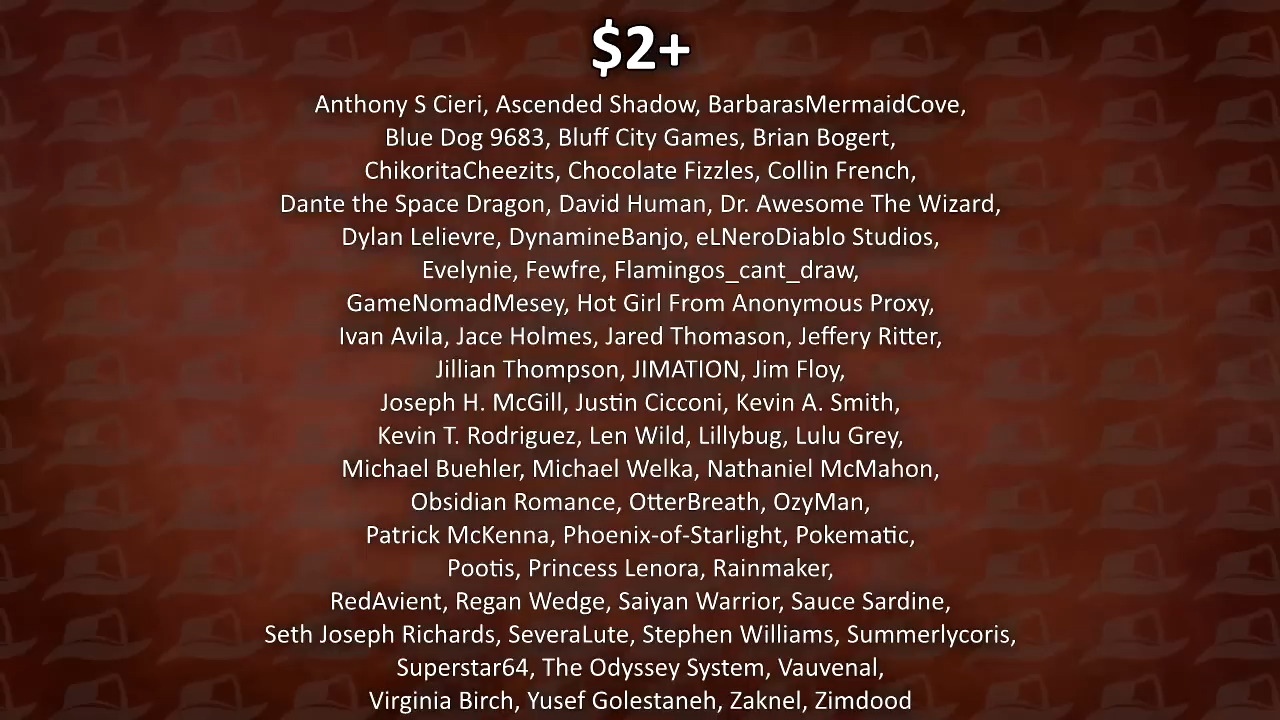 $2+
Anthony S Cieri, Ascended Shadow, BarbarasMermaidCove,
Blue Dog 9683, Bluff City Games, Brian Bogert,
ChikoritaCheezits, Chocolate Fizzles, Collin French,
Dante the Space Dragon, David Human, Dr. Awesome The Wizard,
Dylan Lelievre, DynamineBanjo, eLNeroDiablo Studios,
Evelynie, Fewfre, Flamingos_cant_draw,
GameNomadMesey, Hot Girl From Anonymous Proxy,
Ivan Avila, Jace Holmes, Jared Thomason, Jeffery Ritter,
Jillian Thompson, JIMATION, Jim Floy,
Joseph H. McGill, Justin Cicconi, Kevin A. Smith,
Kevin T. Rodriguez, Len Wild, Lillybug, Lulu Grey,
Michael Buehler, Michael Welka, Nathaniel McMahon,
Obsidian Romance, OtterBreath, OzyMan,
Patrick McKenna, Phoenix-of-Starlight, Pokematic,
Pootis, Princess Lenora, Rainmaker,
RedAvient, Regan Wedge, Saiyan Warrior, Sauce Sardine,
Seth Joseph Richards, SeveraLute, Stephen Williams, Summerlycoris,
Superstar64, The Odyssey System, Vauvenal,
Virginia Birch, Yusef Golestaneh, Zaknel, Zimdood